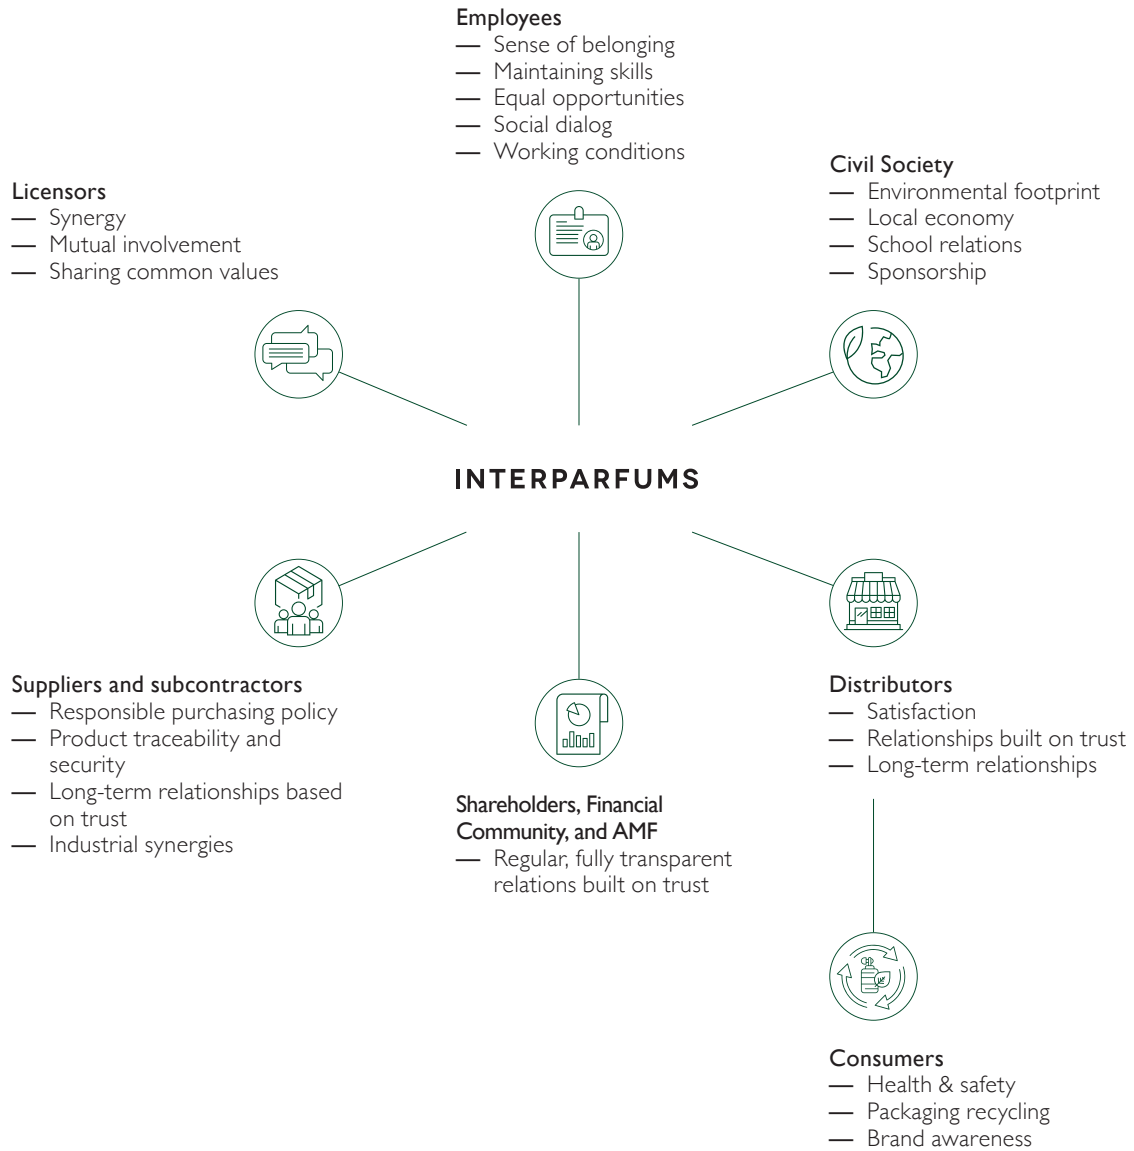 Employees
— Sense of belonging
— Maintaining skills
— Equal opportunities
— Social dialog
— Working conditions
Civil Society
— Environmental footprint
— Local economy
— School relations
— Sponsorship
Licensors
— Synergy
— Mutual involvement
— Sharing common values
INTERPARFUMS
Suppliers and subcontractors
— Responsible purchasing policy
— Product traceability and
security
— Long-term relationships based
on trust
— Industrial synergies
Shareholders, Financial
Community, and AMF
— Regular, fully transparent
relations built on trust
Distributors
— Satisfaction
— Relationships built on trust
— Long-term relationships
Consumers
— Health & safety
— Packaging recycling
— Brand awareness